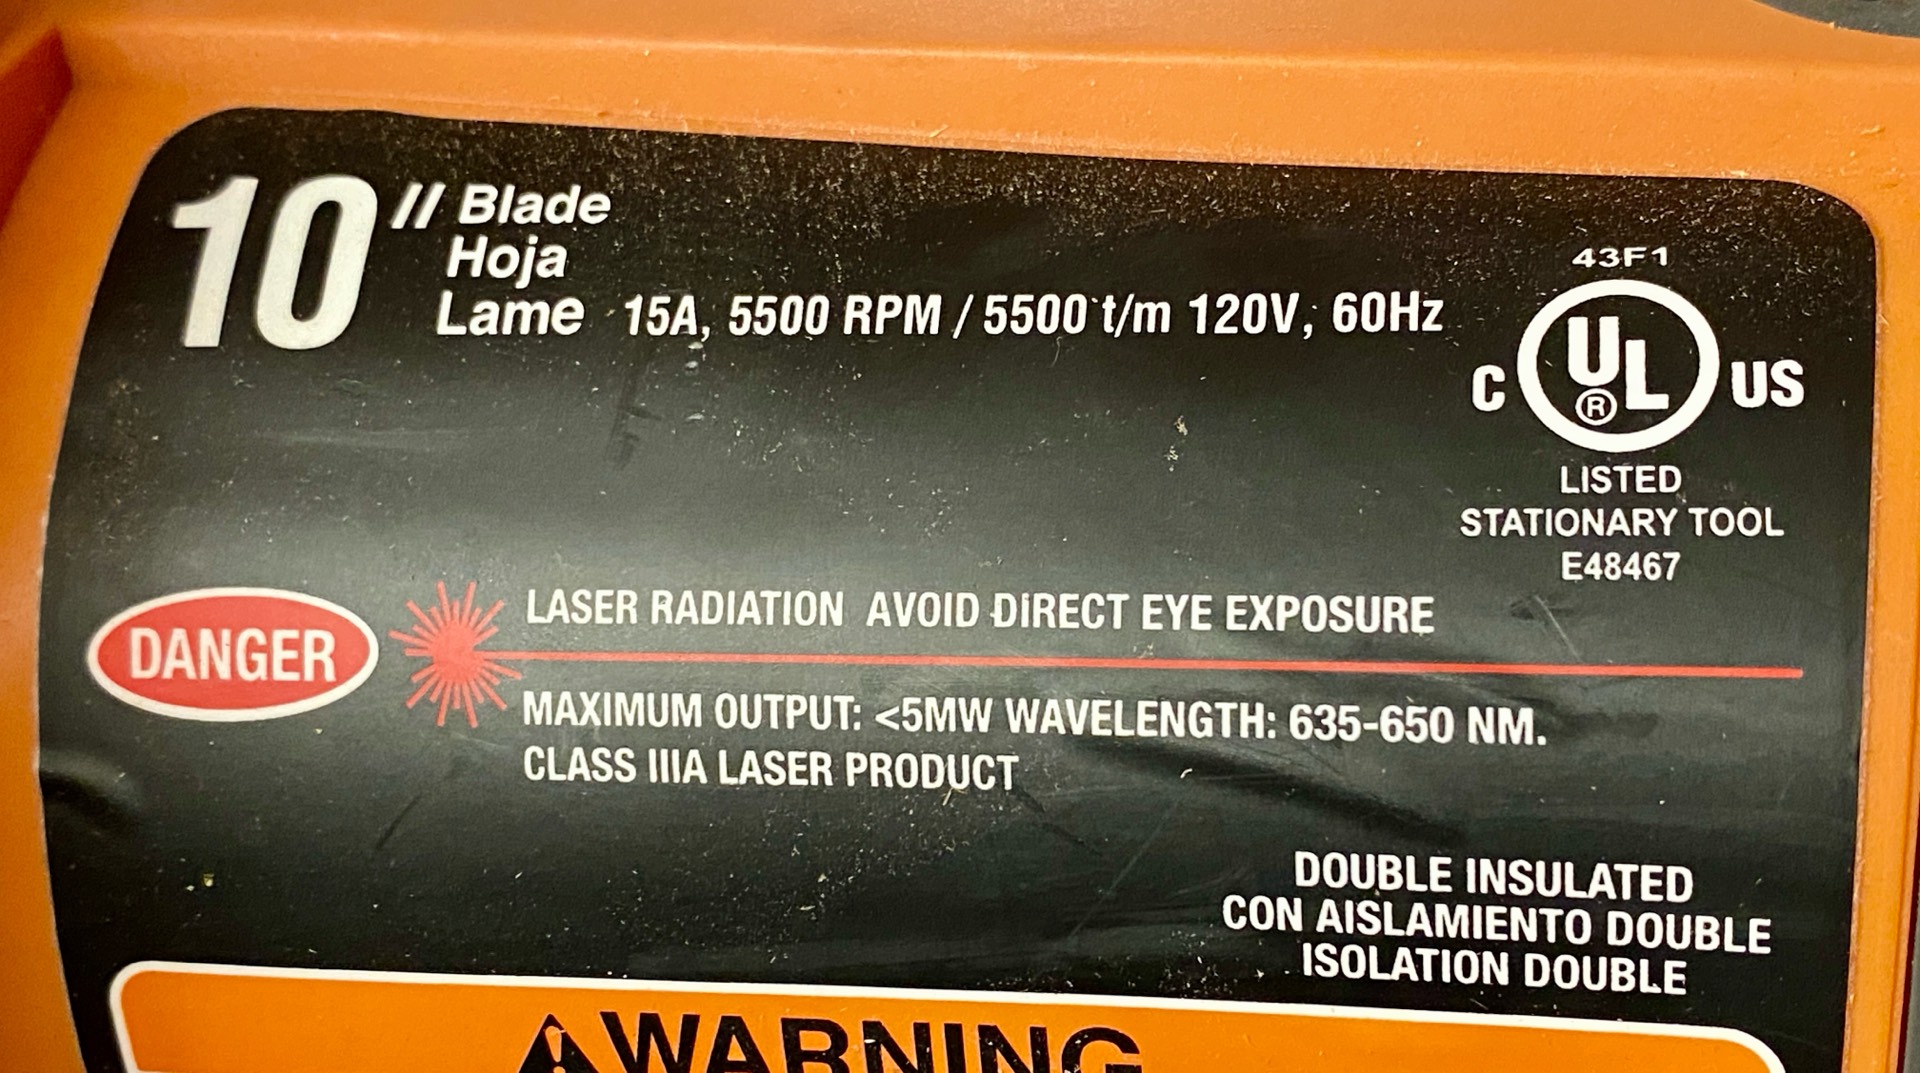 10" Blade
Hoja
Lame 15A, 5500 RPM / 5500 t/m 120V, 60Hz
43F1
C UL® US
LISTED
STATIONARY TOOL
E48467
DANGER
LASER RADIATION AVOID DIRECT EYE EXPOSURE
MAXIMUM OUTPUT: <5MW WAVELENGTH: 635-650 NM.
CLASS IIIA LASER PRODUCT
DOUBLE INSULATED
CON AISLAMIENTO DOUBLE
ISOLATION DOUBLE
WARNING